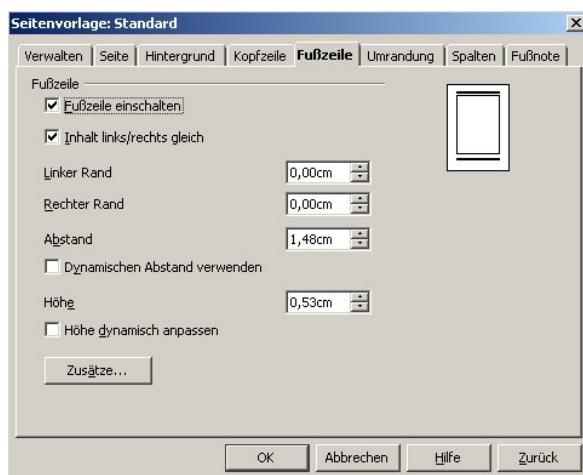 Seitenvorlage: Standard
Verwalten Seite Hintergrund Kopfzeile Fußzeile Umrandung Spalten Fußnote
Fußzeile
Fußzeile einschalten
Inhalt links/rechts gleich
Linker Rand 0,00cm
Rechter Rand 0,00cm
Abstand 1,48cm
Dynamischen Abstand verwenden
Höhe 0,53cm
Höhe dynamisch anpassen
Zusätze...
OK Abbrechen Hilfe Zurück